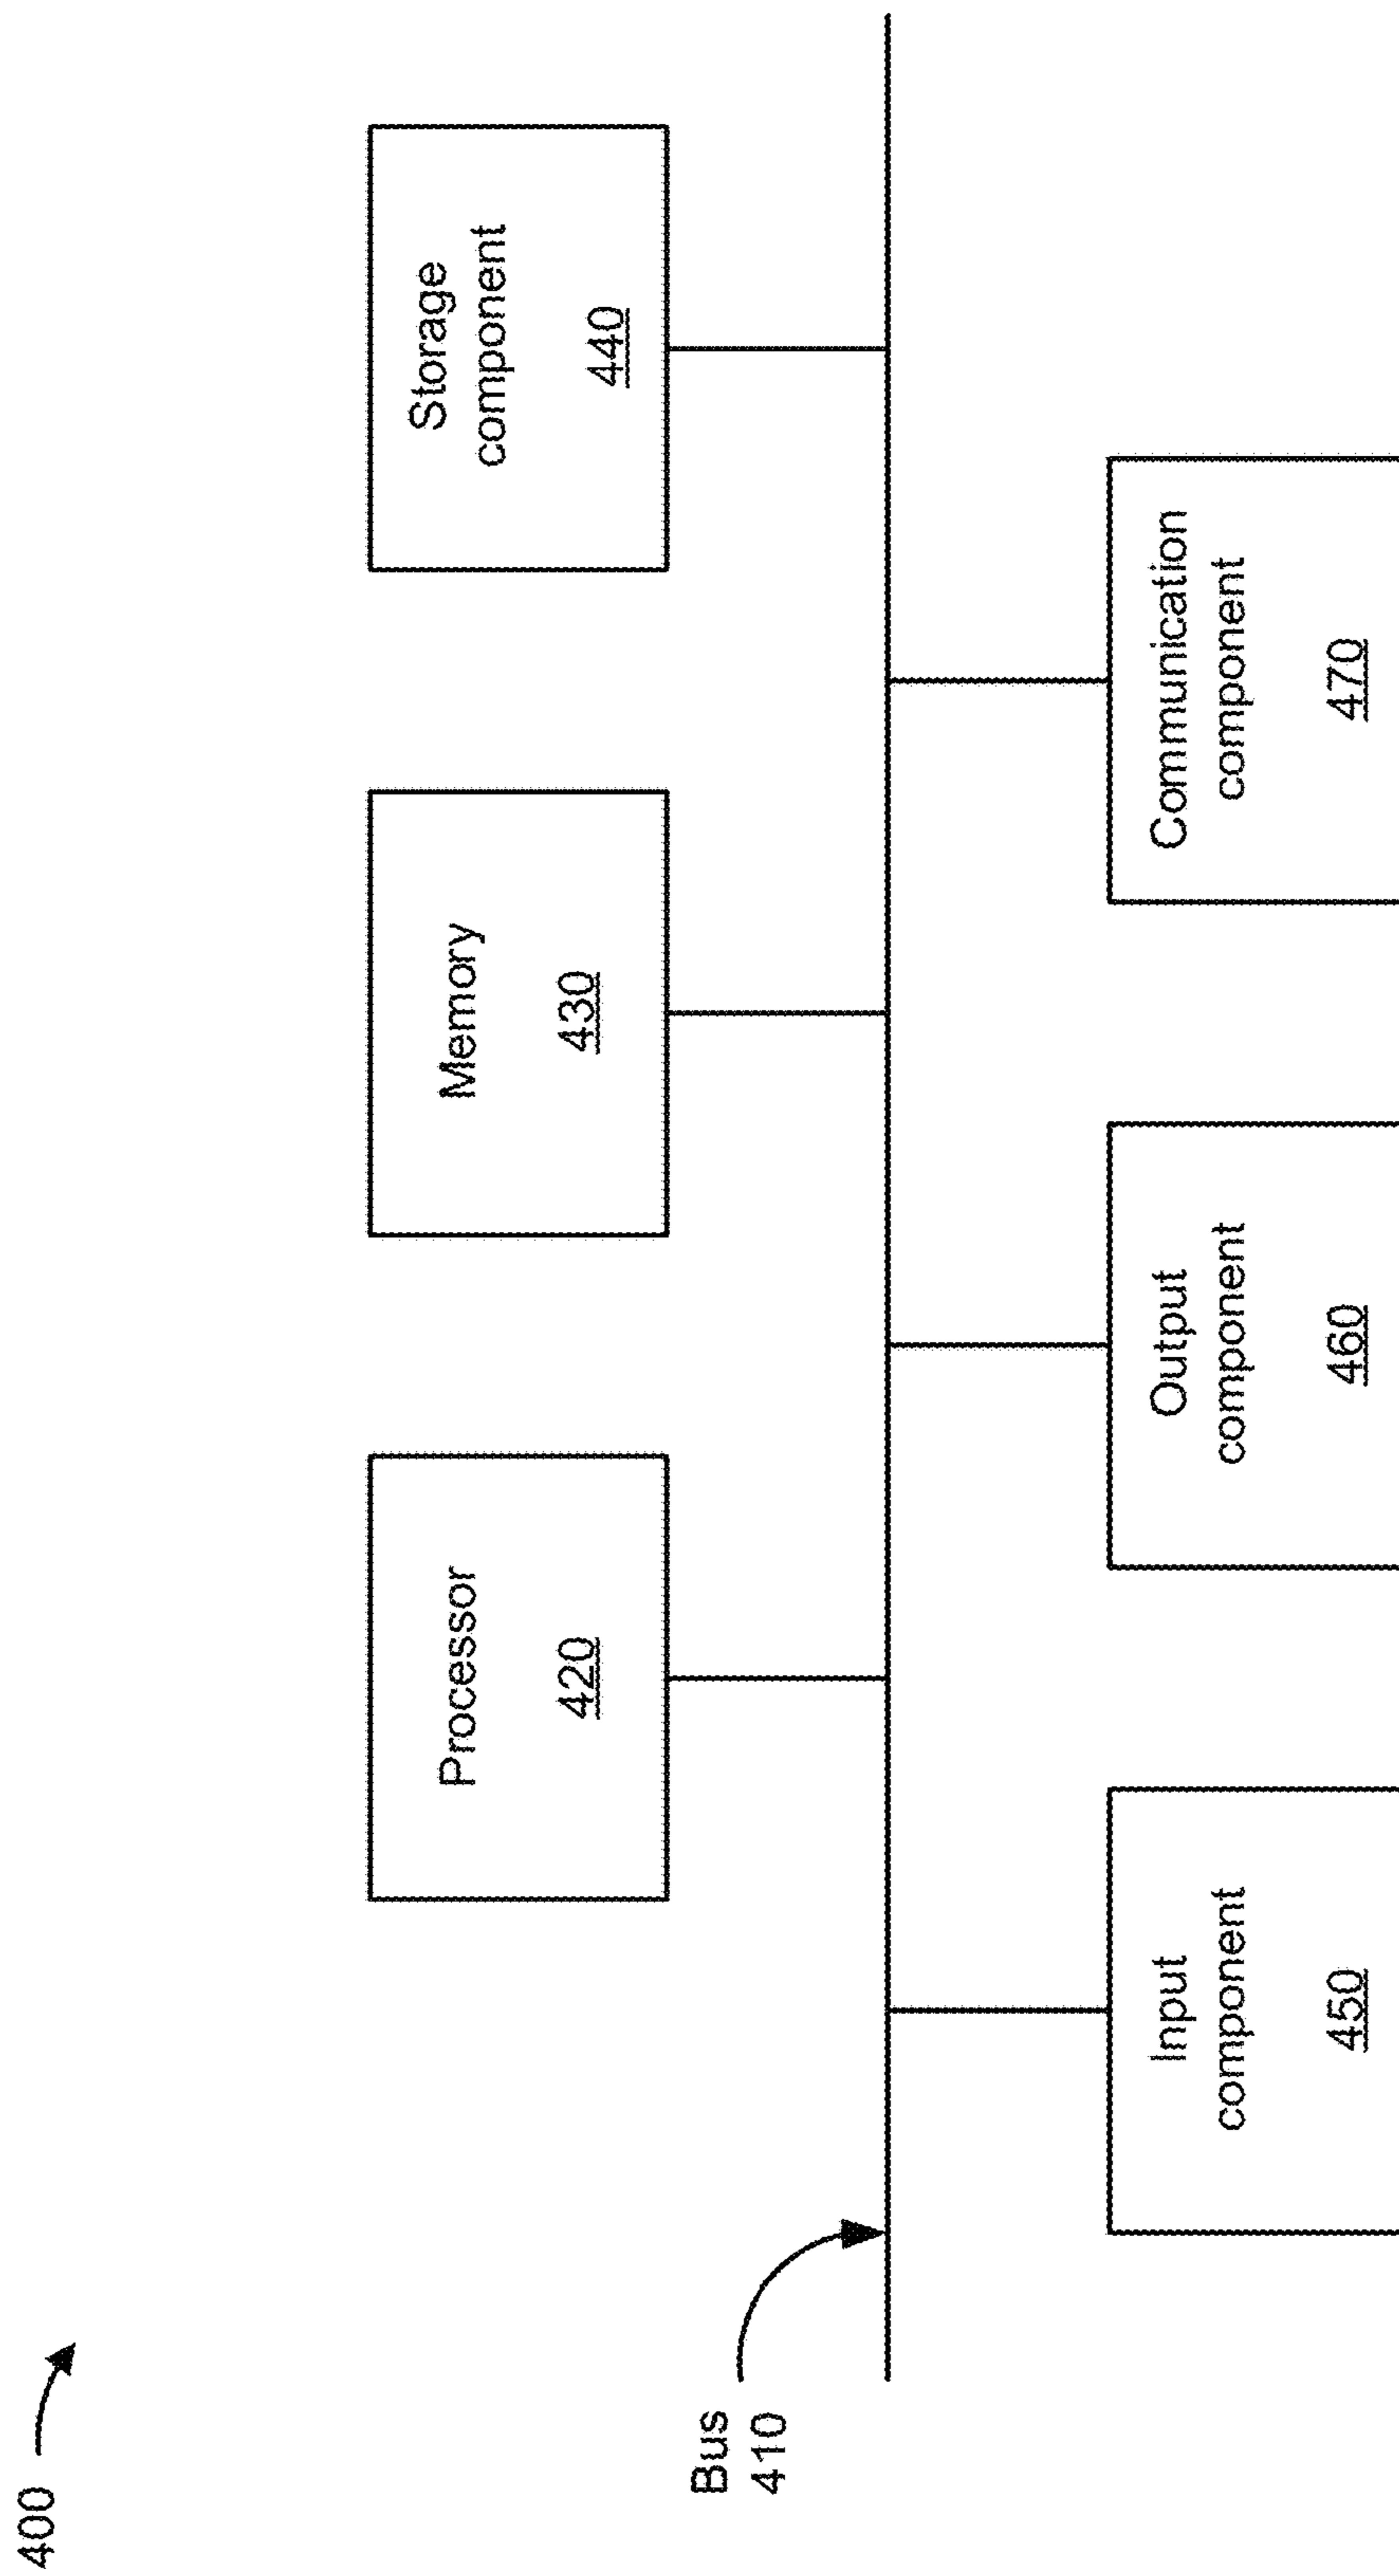 400
Processor
420
Memory
430
Storage
component
440
Bus
410
Input
component
450
Output
component
460
Communication
component
470